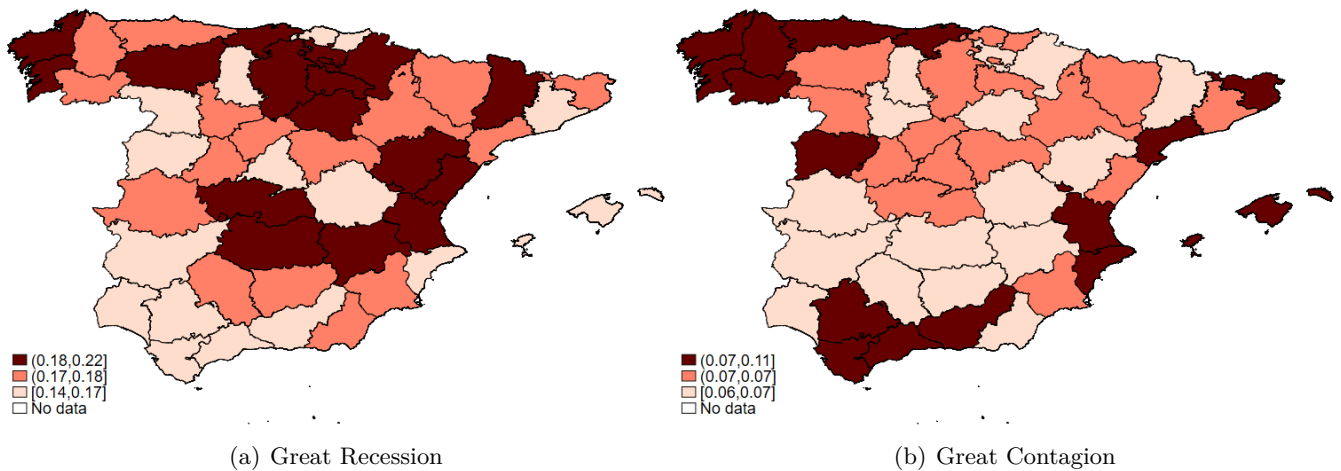 (0.18,0.22]
(0.17,0.18]
[0.14,0.17]
No data
(a) Great Recession
(0.07,0.11]
(0.07,0.07]
[0.06,0.07]
No data
(b) Great Contagion